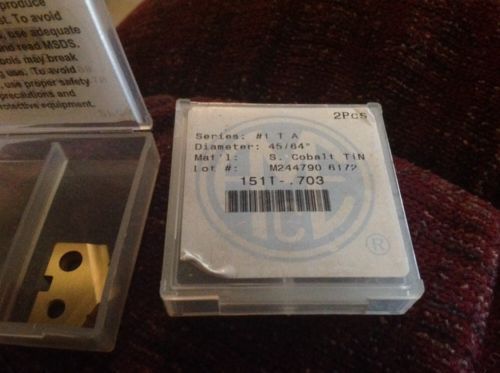 produce
st. To avoid
use adequate
and read MSDS.
ools may break
use. To avoid
use proper safety
precautions and
protective equipment.
2Pcs
Series: #1 T A
Diameter: 45/64"
Mat'l: S. Cobalt TiN
Lot #: M244790 6172
151T-.703
®